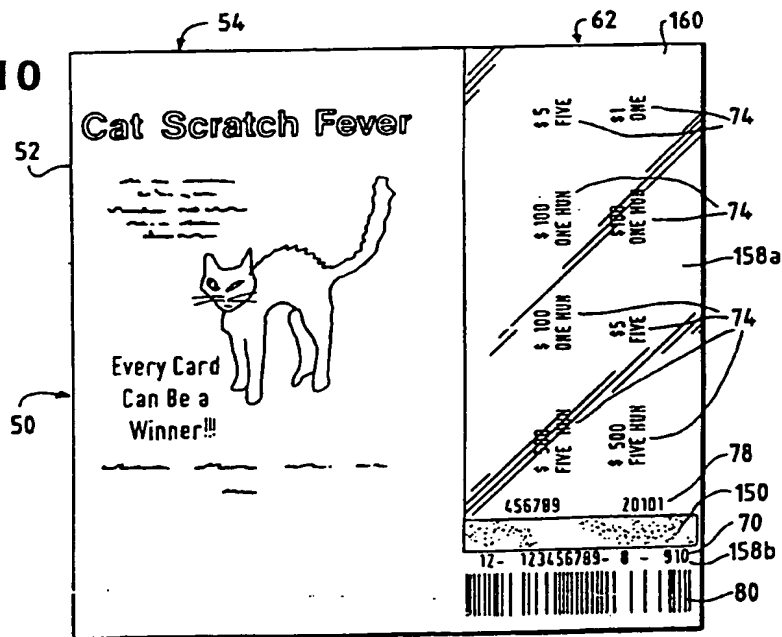 54
62
160
10
Cat Scratch Fever
52
$ 5
FIVE
$1
ONE
74
$ 100
ONE HUN
$100
ONE HUN
74
158a
$ 100
ONE HUN
$5
FIVE
74
Every Card
Can Be a
Winner!!!
50
$ 500
FIVE HUN
$ 500
FIVE HUN
78
456789 20101
150
70
12- 123456789- 8 - 910
158b
80